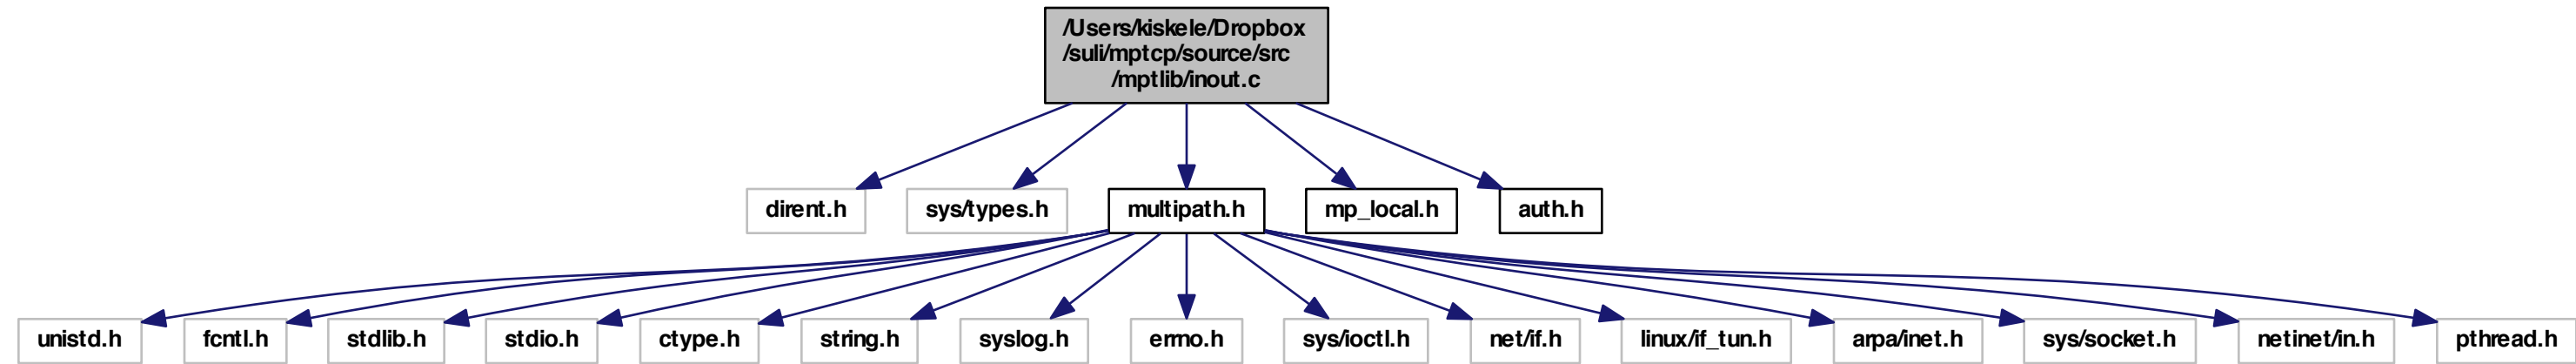 /Users/kiskele/Dropbox
/suli/mptcp/source/src
/mptlib/inout.c
dirent.h
sys/types.h
multipath.h
mp_local.h
auth.h
unistd.h
fcntl.h
stdlib.h
stdio.h
ctype.h
string.h
syslog.h
errno.h
sys/ioctl.h
net/if.h
linux/if_tun.h
arpa/inet.h
sys/socket.h
netinet/in.h
pthread.h